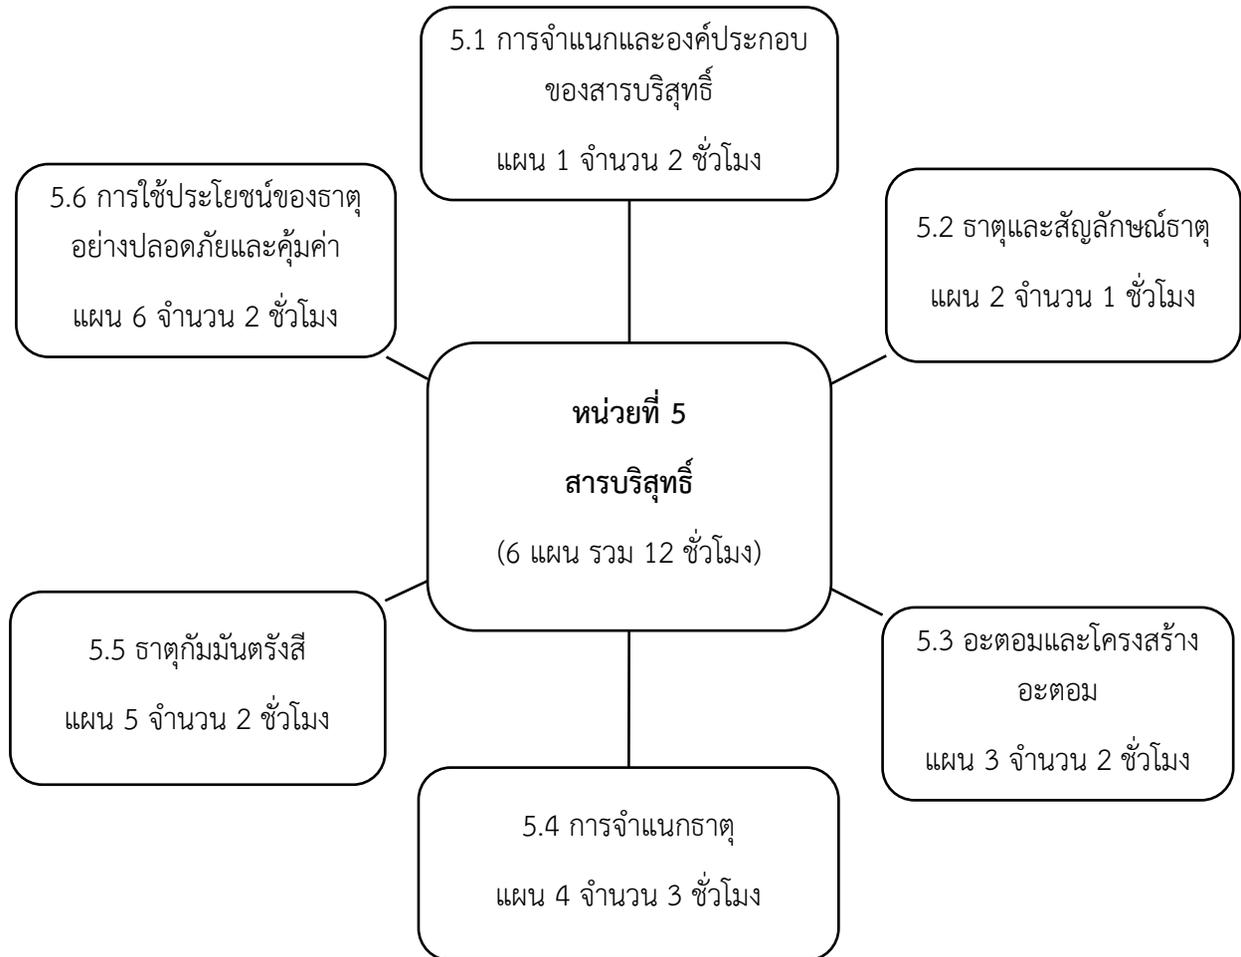 5.1 การจำแนกและองค์ประกอบ
ของสารบริสุทธิ์
แผน 1 จำนวน 2 ชั่วโมง
5.6 การใช้ประโยชน์ของธาตุ
อย่างปลอดภัยและคุ้มค่า
แผน 6 จำนวน 2 ชั่วโมง
5.2 ธาตุและสัญลักษณ์ธาตุ
แผน 2 จำนวน 1 ชั่วโมง
หน่วยที่ 5
สารบริสุทธิ์
(6 แผน รวม 12 ชั่วโมง)
5.5 ธาตุกัมมันตรังสี
แผน 5 จำนวน 2 ชั่วโมง
5.3 อะตอมและโครงสร้าง
อะตอม
แผน 3 จำนวน 2 ชั่วโมง
5.4 การจำแนกธาตุ
แผน 4 จำนวน 3 ชั่วโมง